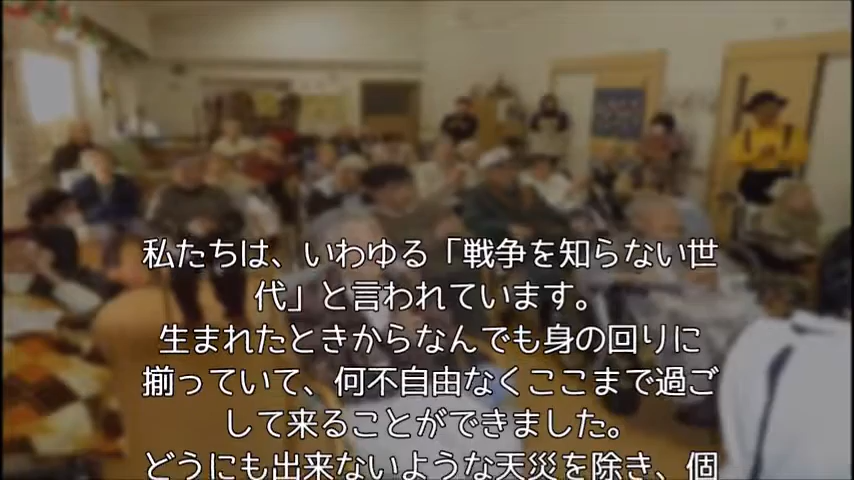 私たちは、いわゆる「戦争を知らない世
代」と言われています。
生まれたときからなんでも身の回りに
揃っていて、何不自由なくここまで過ご
して来ることができました。
どうにも出来ないような天災を除き、個